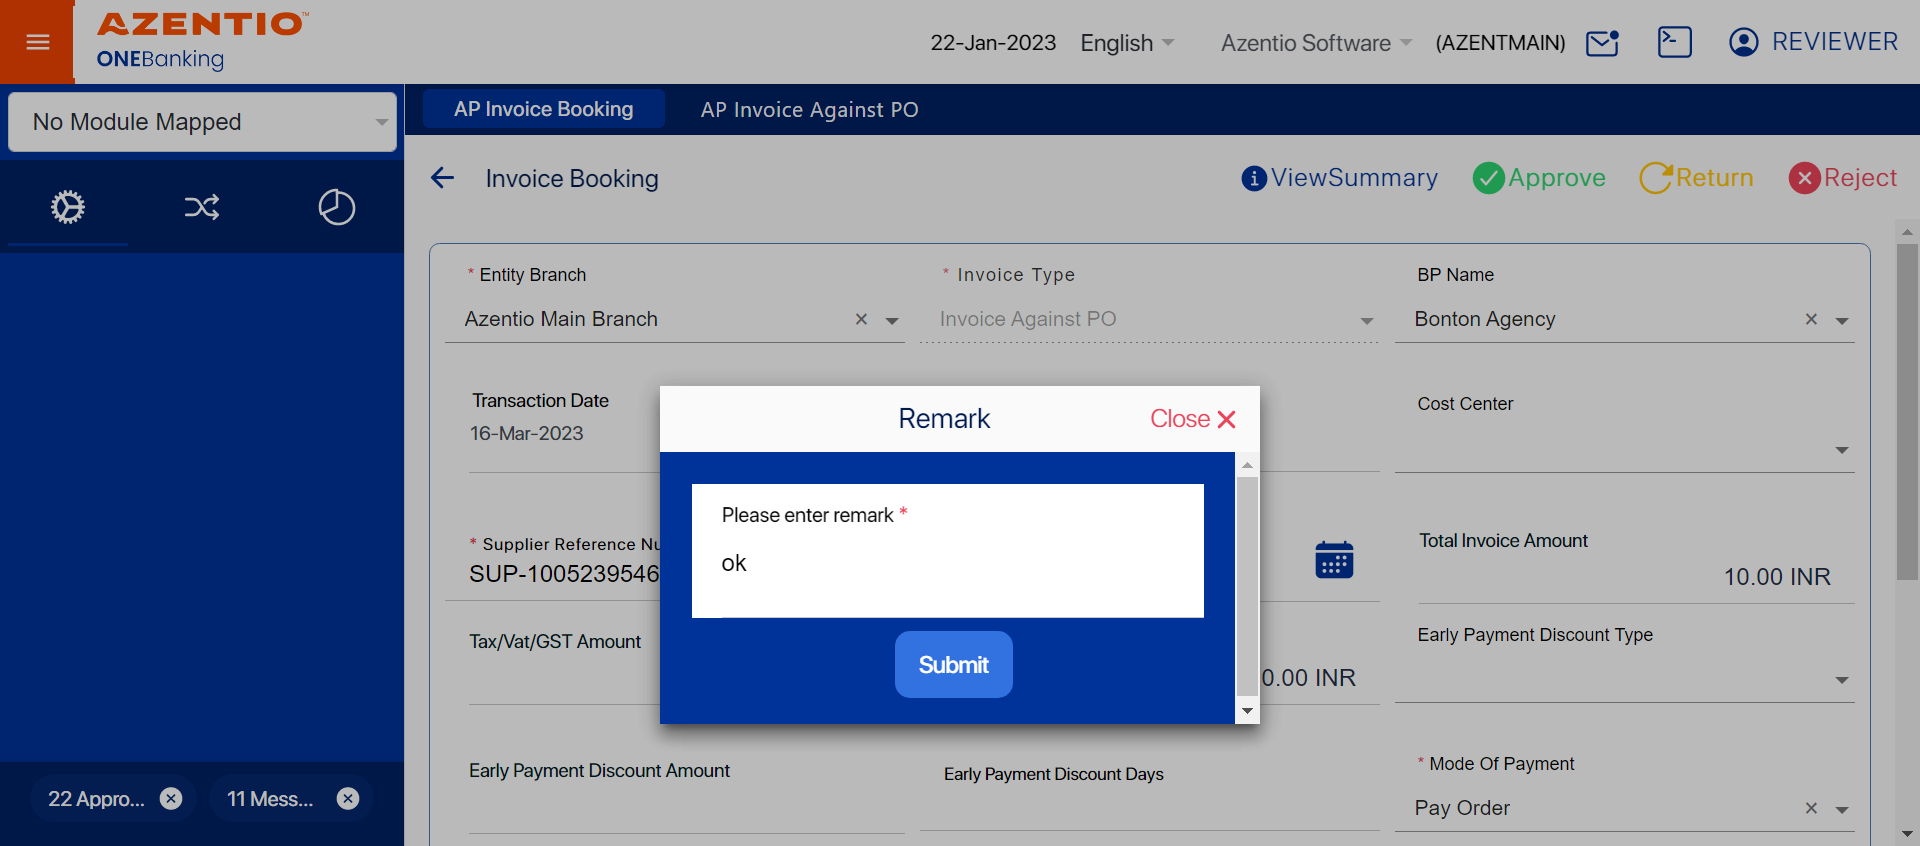 AZENTIO™
ONEBanking
22-Jan-2023 English Azentio Software (AZENTMAIN) REVIEWER
No Module Mapped
AP Invoice Booking AP Invoice Against PO
Invoice Booking ViewSummary Approve Return Reject
* Entity Branch * Invoice Type BP Name
Azentio Main Branch Invoice Against PO Bonton Agency
Transaction Date Cost Center
16-Mar-2023
Remark Close
Please enter remark *
ok
Submit
* Supplier Reference Nu Total Invoice Amount
SUP-1005239546 10.00 INR
Tax/Vat/GST Amount Early Payment Discount Type
0.00 INR
Early Payment Discount Amount Early Payment Discount Days * Mode Of Payment
Pay Order
22 Appro... 11 Mess...